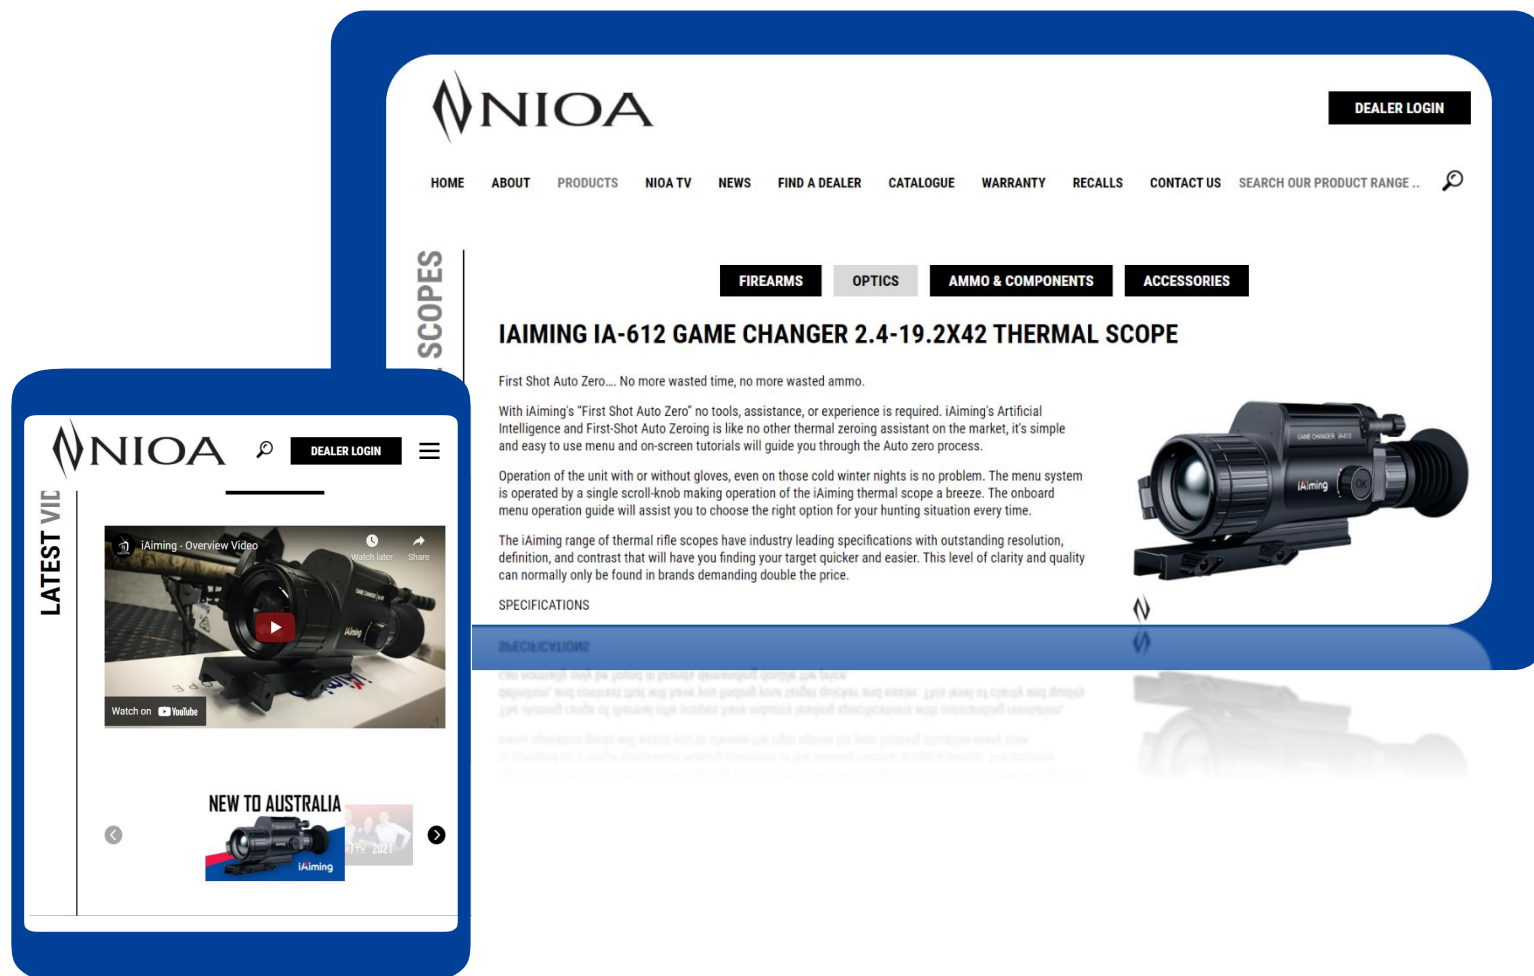 NIOA
DEALER LOGIN
HOME ABOUT PRODUCTS NIOA TV NEWS FIND A DEALER CATALOGUE WARRANTY RECALLS CONTACT US SEARCH OUR PRODUCT RANGE ..
SCOPES
FIREARMS OPTICS AMMO & COMPONENTS ACCESSORIES
IAIMING IA-612 GAME CHANGER 2.4-19.2X42 THERMAL SCOPE
First Shot Auto Zero.... No more wasted time, no more wasted ammo.
With iAiming's "First Shot Auto Zero" no tools, assistance, or experience is required. iAiming's Artificial
Intelligence and First-Shot Auto Zeroing is like no other thermal zeroing assistant on the market, it's simple
and easy to use menu and on-screen tutorials will guide you through the Auto zero process.
Operation of the unit with or without gloves, even on those cold winter nights is no problem. The menu system
is operated by a single scroll-knob making operation of the iAiming thermal scope a breeze. The onboard
menu operation guide will assist you to choose the right option for your hunting situation every time.
The iAiming range of thermal rifle scopes have industry leading specifications with outstanding resolution,
definition, and contrast that will have you finding your target quicker and easier. This level of clarity and quality
can normally only be found in brands demanding double the price.
SPECIFICATIONS
GAME CHANGER IA-612
iAiming
OK
NIOA
DEALER LOGIN
LATEST VID
iAiming - Overview Video
Watch later
Share
iAiming
Watch on YouTube
NEW TO AUSTRALIA
iAiming
2021